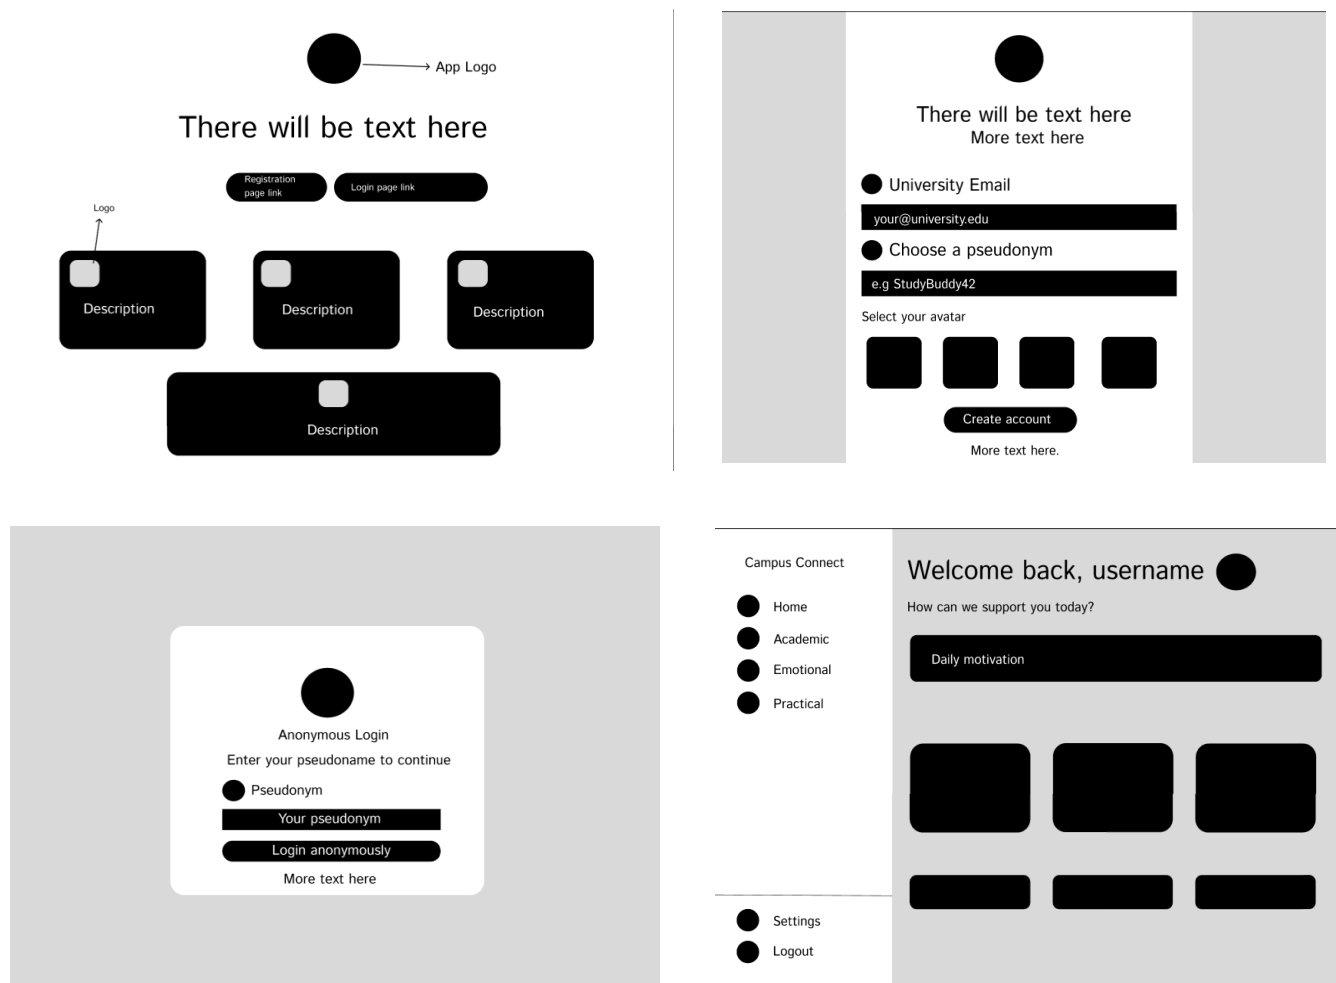 App Logo
There will be text here
Registration
page link
Login page link
Logo
Description
Description
Description
Description
There will be text here
More text here
University Email
your@university.edu
Choose a pseudonym
e.g StudyBuddy42
Select your avatar
Create account
More text here.
Anonymous Login
Enter your pseudoname to continue
Pseudonym
Your pseudonym
Login anonymously
More text here
Campus Connect
Home
Academic
Emotional
Practical
Settings
Logout
Welcome back, username
How can we support you today?
Daily motivation